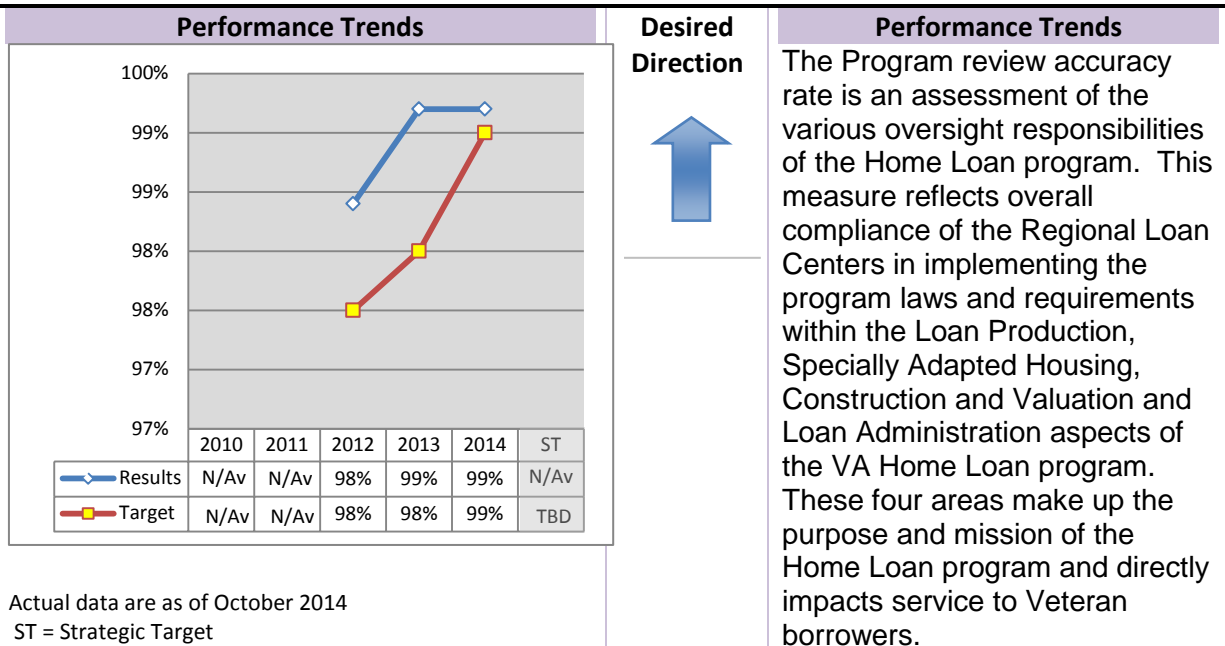 Performance Trends
Desired
Direction
Performance Trends
100%
99%
99%
98%
98%
97%
97%
2010 2011 2012 2013 2014 ST
Results N/Av N/Av 98% 99% 99% N/Av
Target N/Av N/Av 98% 98% 99% TBD
Actual data are as of October 2014
ST = Strategic Target
The Program review accuracy
rate is an assessment of the
various oversight responsibilities
of the Home Loan program. This
measure reflects overall
compliance of the Regional Loan
Centers in implementing the
program laws and requirements
within the Loan Production,
Specially Adapted Housing,
Construction and Valuation and
Loan Administration aspects of
the VA Home Loan program.
These four areas make up the
purpose and mission of the
Home Loan program and directly
impacts service to Veteran
borrowers.